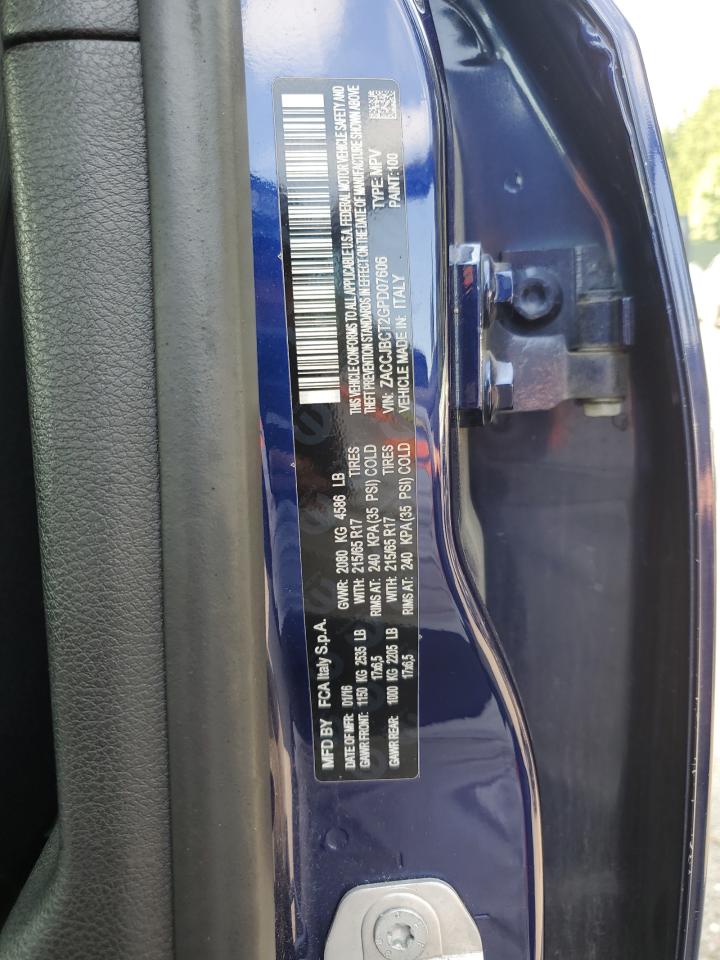 MFD BY FCA Italy S.p.A.
DATE OF MFR: 01/16 GVWR: 2080 KG 4586 LB
GAWR FRONT: 1150 KG 2535 LB WITH: 215/65 R17 TIRES
17x6,5 RIMS AT: 240 KPA(35 PSI) COLD
GAWR REAR: 1000 KG 2205 LB WITH: 215/65 R17 TIRES
17x6,5 RIMS AT: 240 KPA(35 PSI) COLD
THIS VEHICLE CONFORMS TO ALL APPLICABLE U.S.A. FEDERAL MOTOR VEHICLE SAFETY AND
THEFT PREVENTION STANDARDS IN EFFECT ON THE DATE OF MANUFACTURE SHOWN ABOVE
VIN: ZACCJBCT2GPD07606 TYPE: MPV
VEHICLE MADE IN: ITALY PAINT: 100